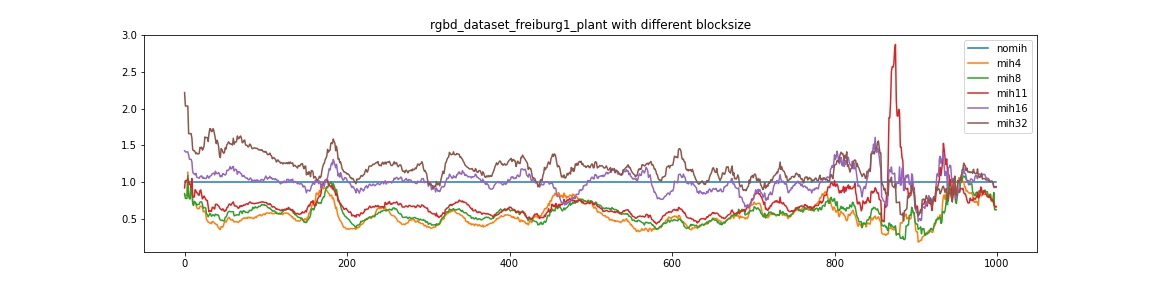 rgbd_dataset_freiburg1_plant with different blocksize
3.0
2.5
2.0
1.5
1.0
0.5
nomih
mih4
mih8
mih11
mih16
mih32
0 200 400 600 800 1000